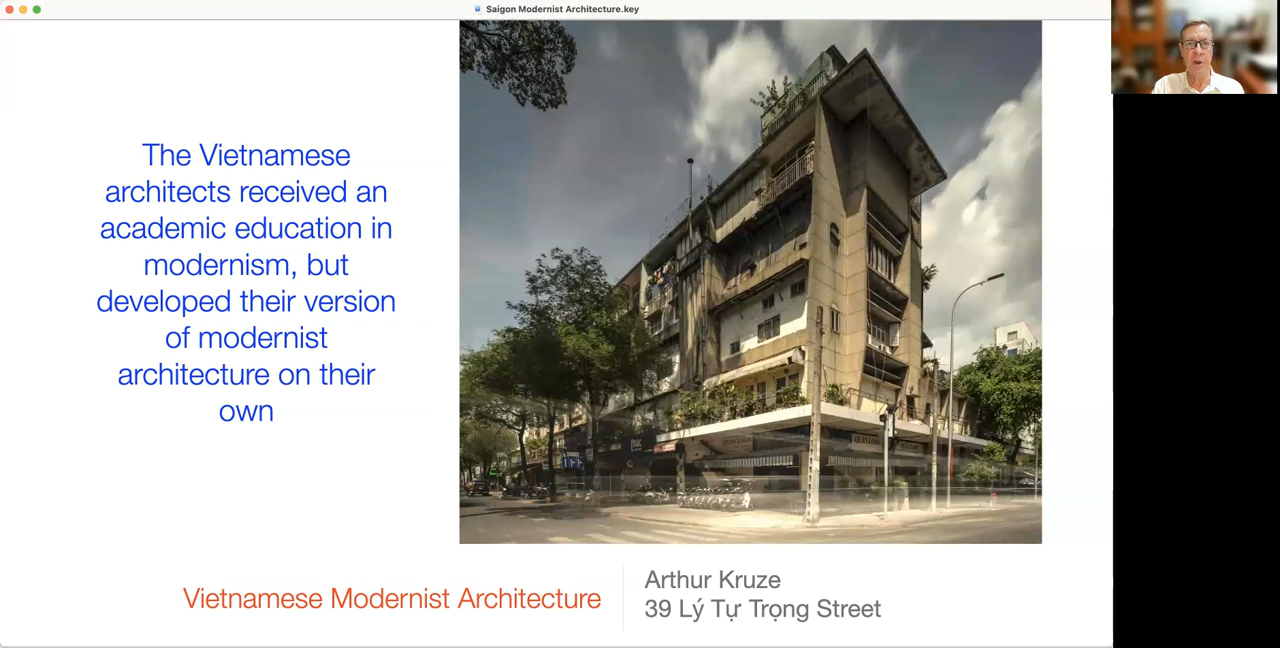 Saigon Modernist Architecture.key
The Vietnamese
architects received an
academic education in
modernism, but
developed their version
of modernist
architecture on their
own
Vietnamese Modernist Architecture
Arthur Kruze
39 Lý Tự Trọng Street